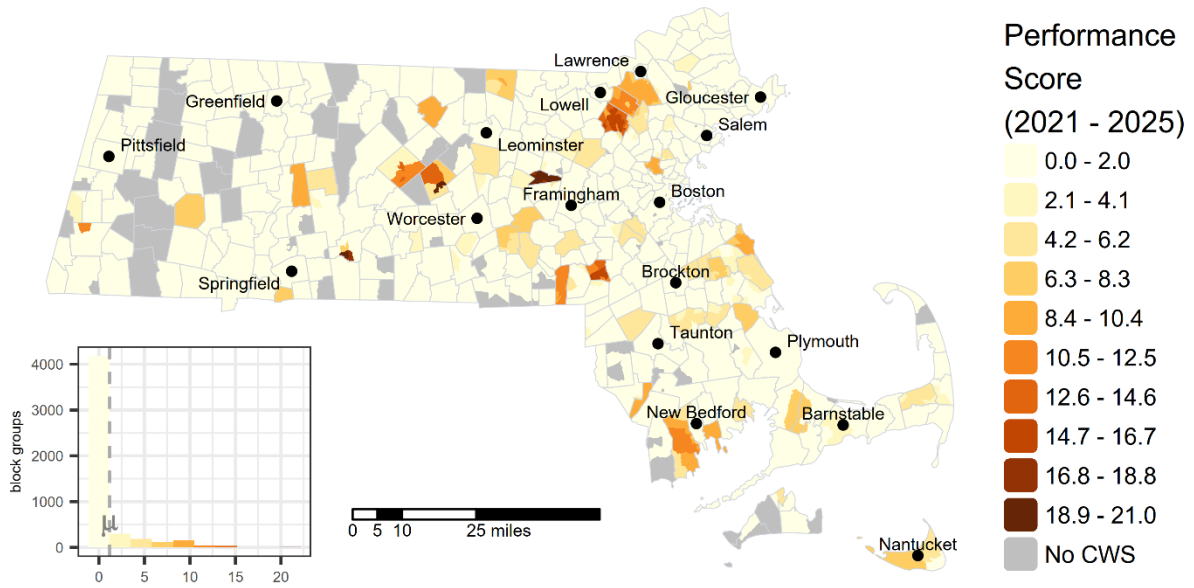 Performance
Score
(2021 - 2025)
0.0 - 2.0
2.1 - 4.1
4.2 - 6.2
6.3 - 8.3
8.4 - 10.4
10.5 - 12.5
12.6 - 14.6
14.7 - 16.7
16.8 - 18.8
18.9 - 21.0
No CWS
Lawrence
Greenfield
Lowell
Gloucester
Salem
Pittsfield
Leominster
Framingham
Boston
Worcester
Springfield
Brockton
Taunton
Plymouth
New Bedford
Barnstable
Nantucket
0 5 10 25 miles
block groups
4000
3000
2000
1000
0
μ
0 5 10 15 20